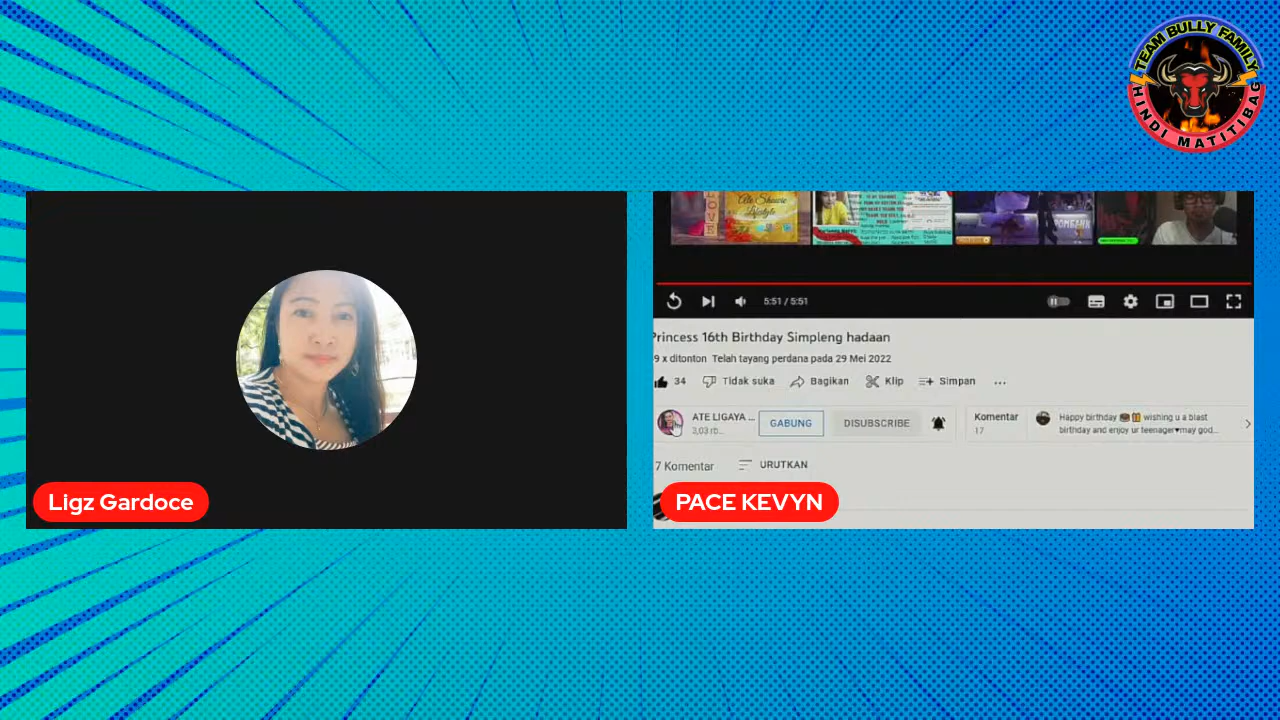 TEAM BULLY FAMILY
HINDI MATITIBAG
Ate Showie
Lifestyle
5:51 / 5:51
Princess 16th Birthday Simpleng hadaan
9 x ditonton Telah tayang perdana pada 29 Mei 2022
34 Tidak suka Bagikan Klip Simpan ...
ATE LIGAYA ...
3,03 rb...
GABUNG
DISUBSCRIBE
Komentar
17
Happy birthday wishing u a blast
birthday and enjoy ur teenager♥may god...
7 Komentar
URUTKAN
Ligz Gardoce
PACE KEVYN